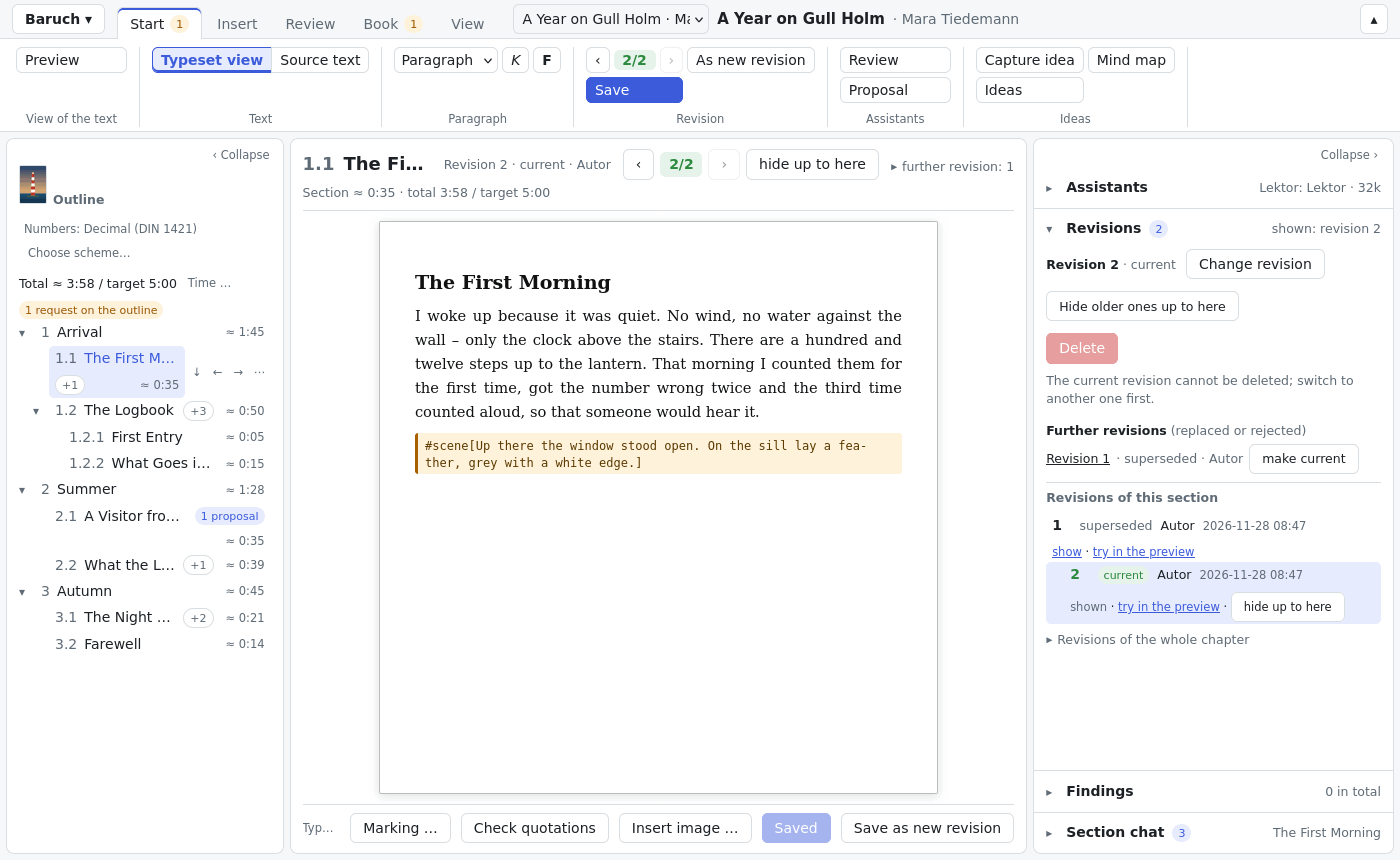 Baruch ▾
Start 1
Insert
Review
Book 1
View
A Year on Gull Holm · Ma
A Year on Gull Holm · Mara Tiedemann
▴
Preview
View of the text
Typeset view
Source text
Text
Paragraph
K
F
Paragraph
‹
2/2
›
As new revision
Save
Revision
Review
Proposal
Assistants
Capture idea
Mind map
Ideas
Ideas
‹ Collapse
Outline
Numbers: Decimal (DIN 1421)
Choose scheme…
Total ≈ 3:58 / target 5:00 Time …
1 request on the outline
▾ 1 Arrival ≈ 1:45
1.1 The First M…
+1 ≈ 0:35 ↓ ← → ⋯
▾ 1.2 The Logbook +3 ≈ 0:50
1.2.1 First Entry ≈ 0:05
1.2.2 What Goes i… ≈ 0:15
▾ 2 Summer ≈ 1:28
2.1 A Visitor fro… 1 proposal
≈ 0:35
2.2 What the L… +1 ≈ 0:39
▾ 3 Autumn ≈ 0:45
3.1 The Night … +2 ≈ 0:21
3.2 Farewell ≈ 0:14
1.1 The Fi… Revision 2 · current · Autor ‹ 2/2 › hide up to here ▸ further revision: 1
Section ≈ 0:35 · total 3:58 / target 5:00
The First Morning
I woke up because it was quiet. No wind, no water against the
wall – only the clock above the stairs. There are a hundred and
twelve steps up to the lantern. That morning I counted them for
the first time, got the number wrong twice and the third time
counted aloud, so that someone would hear it.
#scene[Up there the window stood open. On the sill lay a fea-
ther, grey with a white edge.]
Typ…
Marking …
Check quotations
Insert image …
Saved
Save as new revision
Collapse ›
▸ Assistants Lektor: Lektor · 32k
▾ Revisions 2 shown: revision 2
Revision 2 · current Change revision
Hide older ones up to here
Delete
The current revision cannot be deleted; switch to
another one first.
Further revisions (replaced or rejected)
Revision 1 · superseded · Autor make current
Revisions of this section
1 superseded Autor 2026-11-28 08:47
show · try in the preview
2 current Autor 2026-11-28 08:47
shown · try in the preview · hide up to here
▸ Revisions of the whole chapter
▸ Findings 0 in total
▸ Section chat 3 The First Morning